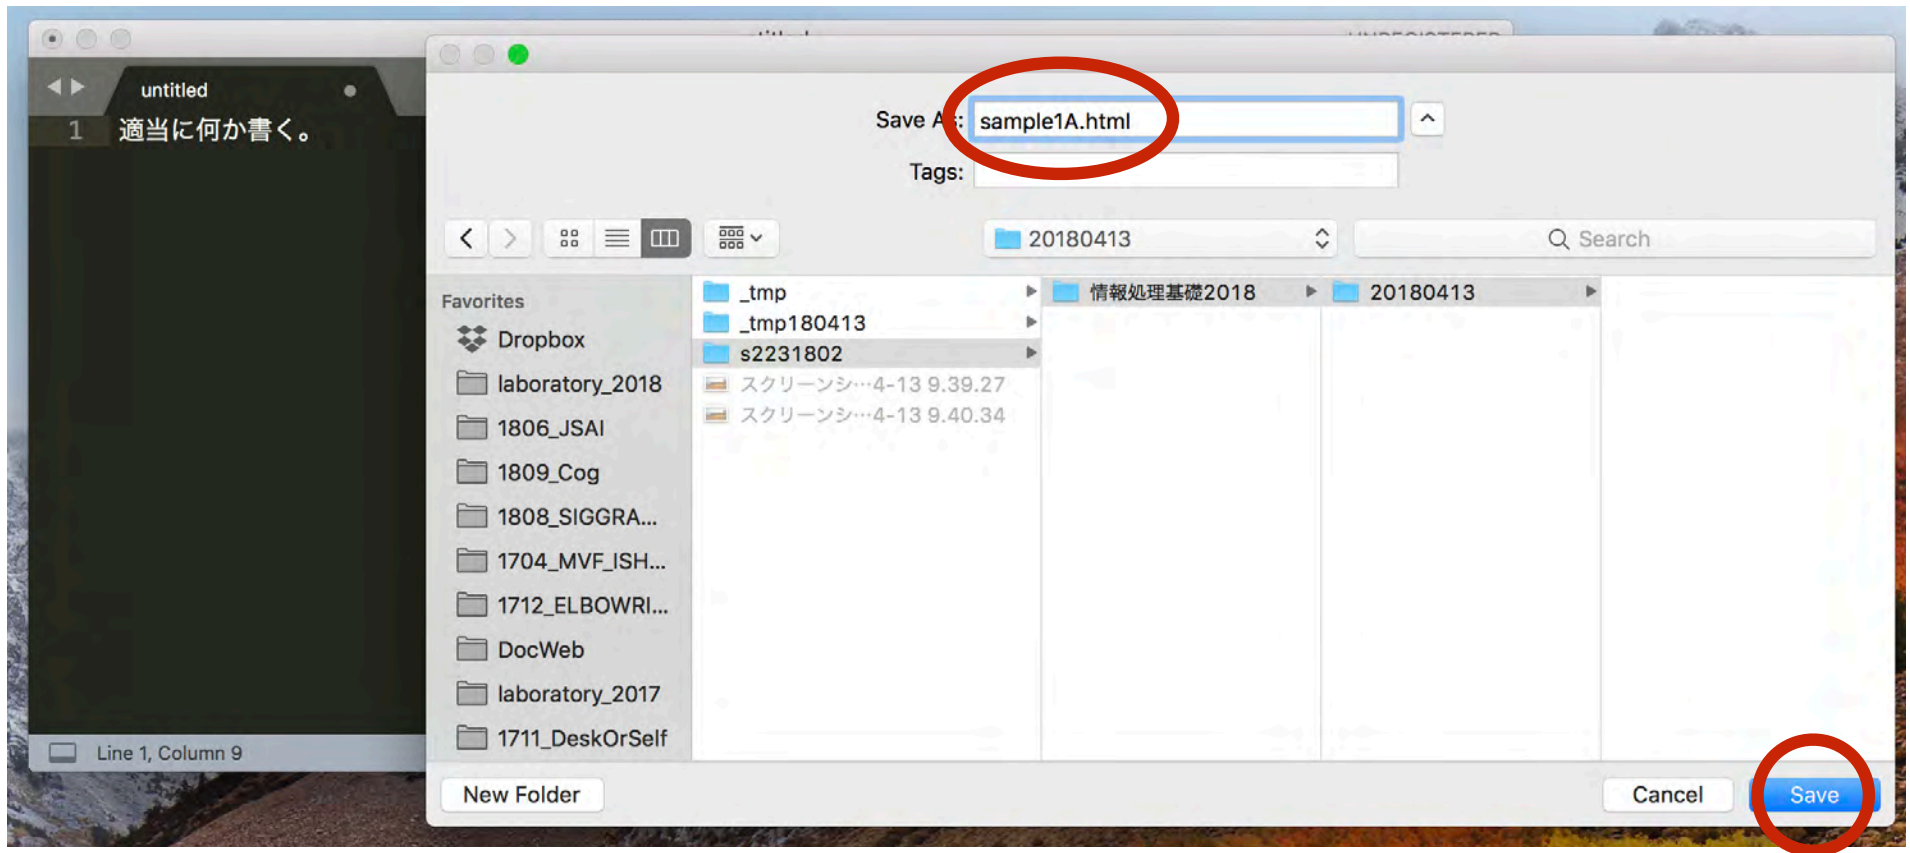 untitled
1 適当に何か書く。
Line 1, Column 9
Save As: sample1A.html
Tags:
20180413
Search
Favorites
Dropbox
laboratory_2018
1806_JSAI
1809_Cog
1808_SIGGRA...
1704_MVF_ISH...
1712_ELBOWRI...
DocWeb
laboratory_2017
1711_DeskOrSelf
_tmp
_tmp180413
s2231802
スクリーンシ…4-13 9.39.27
スクリーンシ…4-13 9.40.34
情報処理基礎2018
20180413
New Folder
Cancel
Save